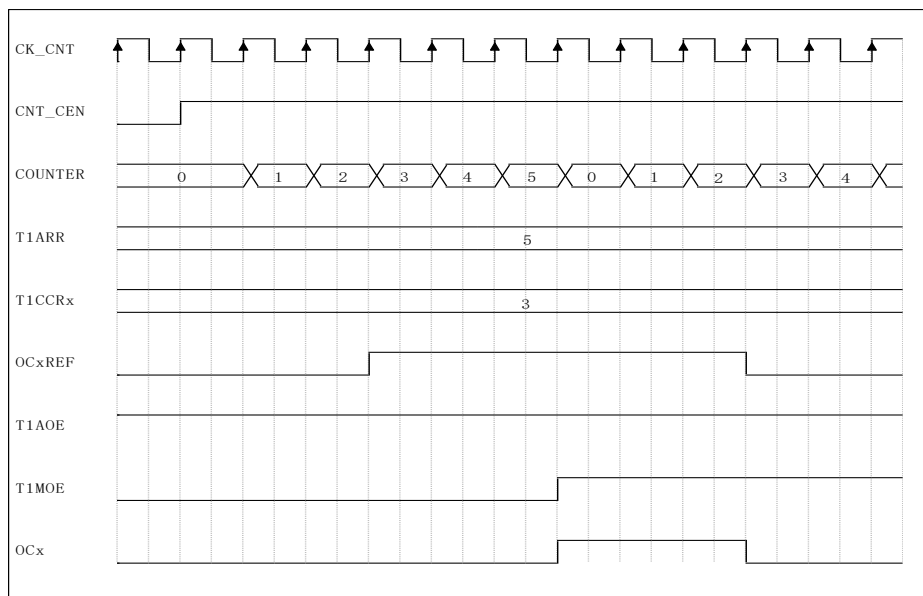 CK_CNT
CNT_CEN
COUNTER 0 1 2 3 4 5 0 1 2 3 4
T1ARR 5
T1CCRx 3
OCxREF
T1AOE
T1MOE
OCx